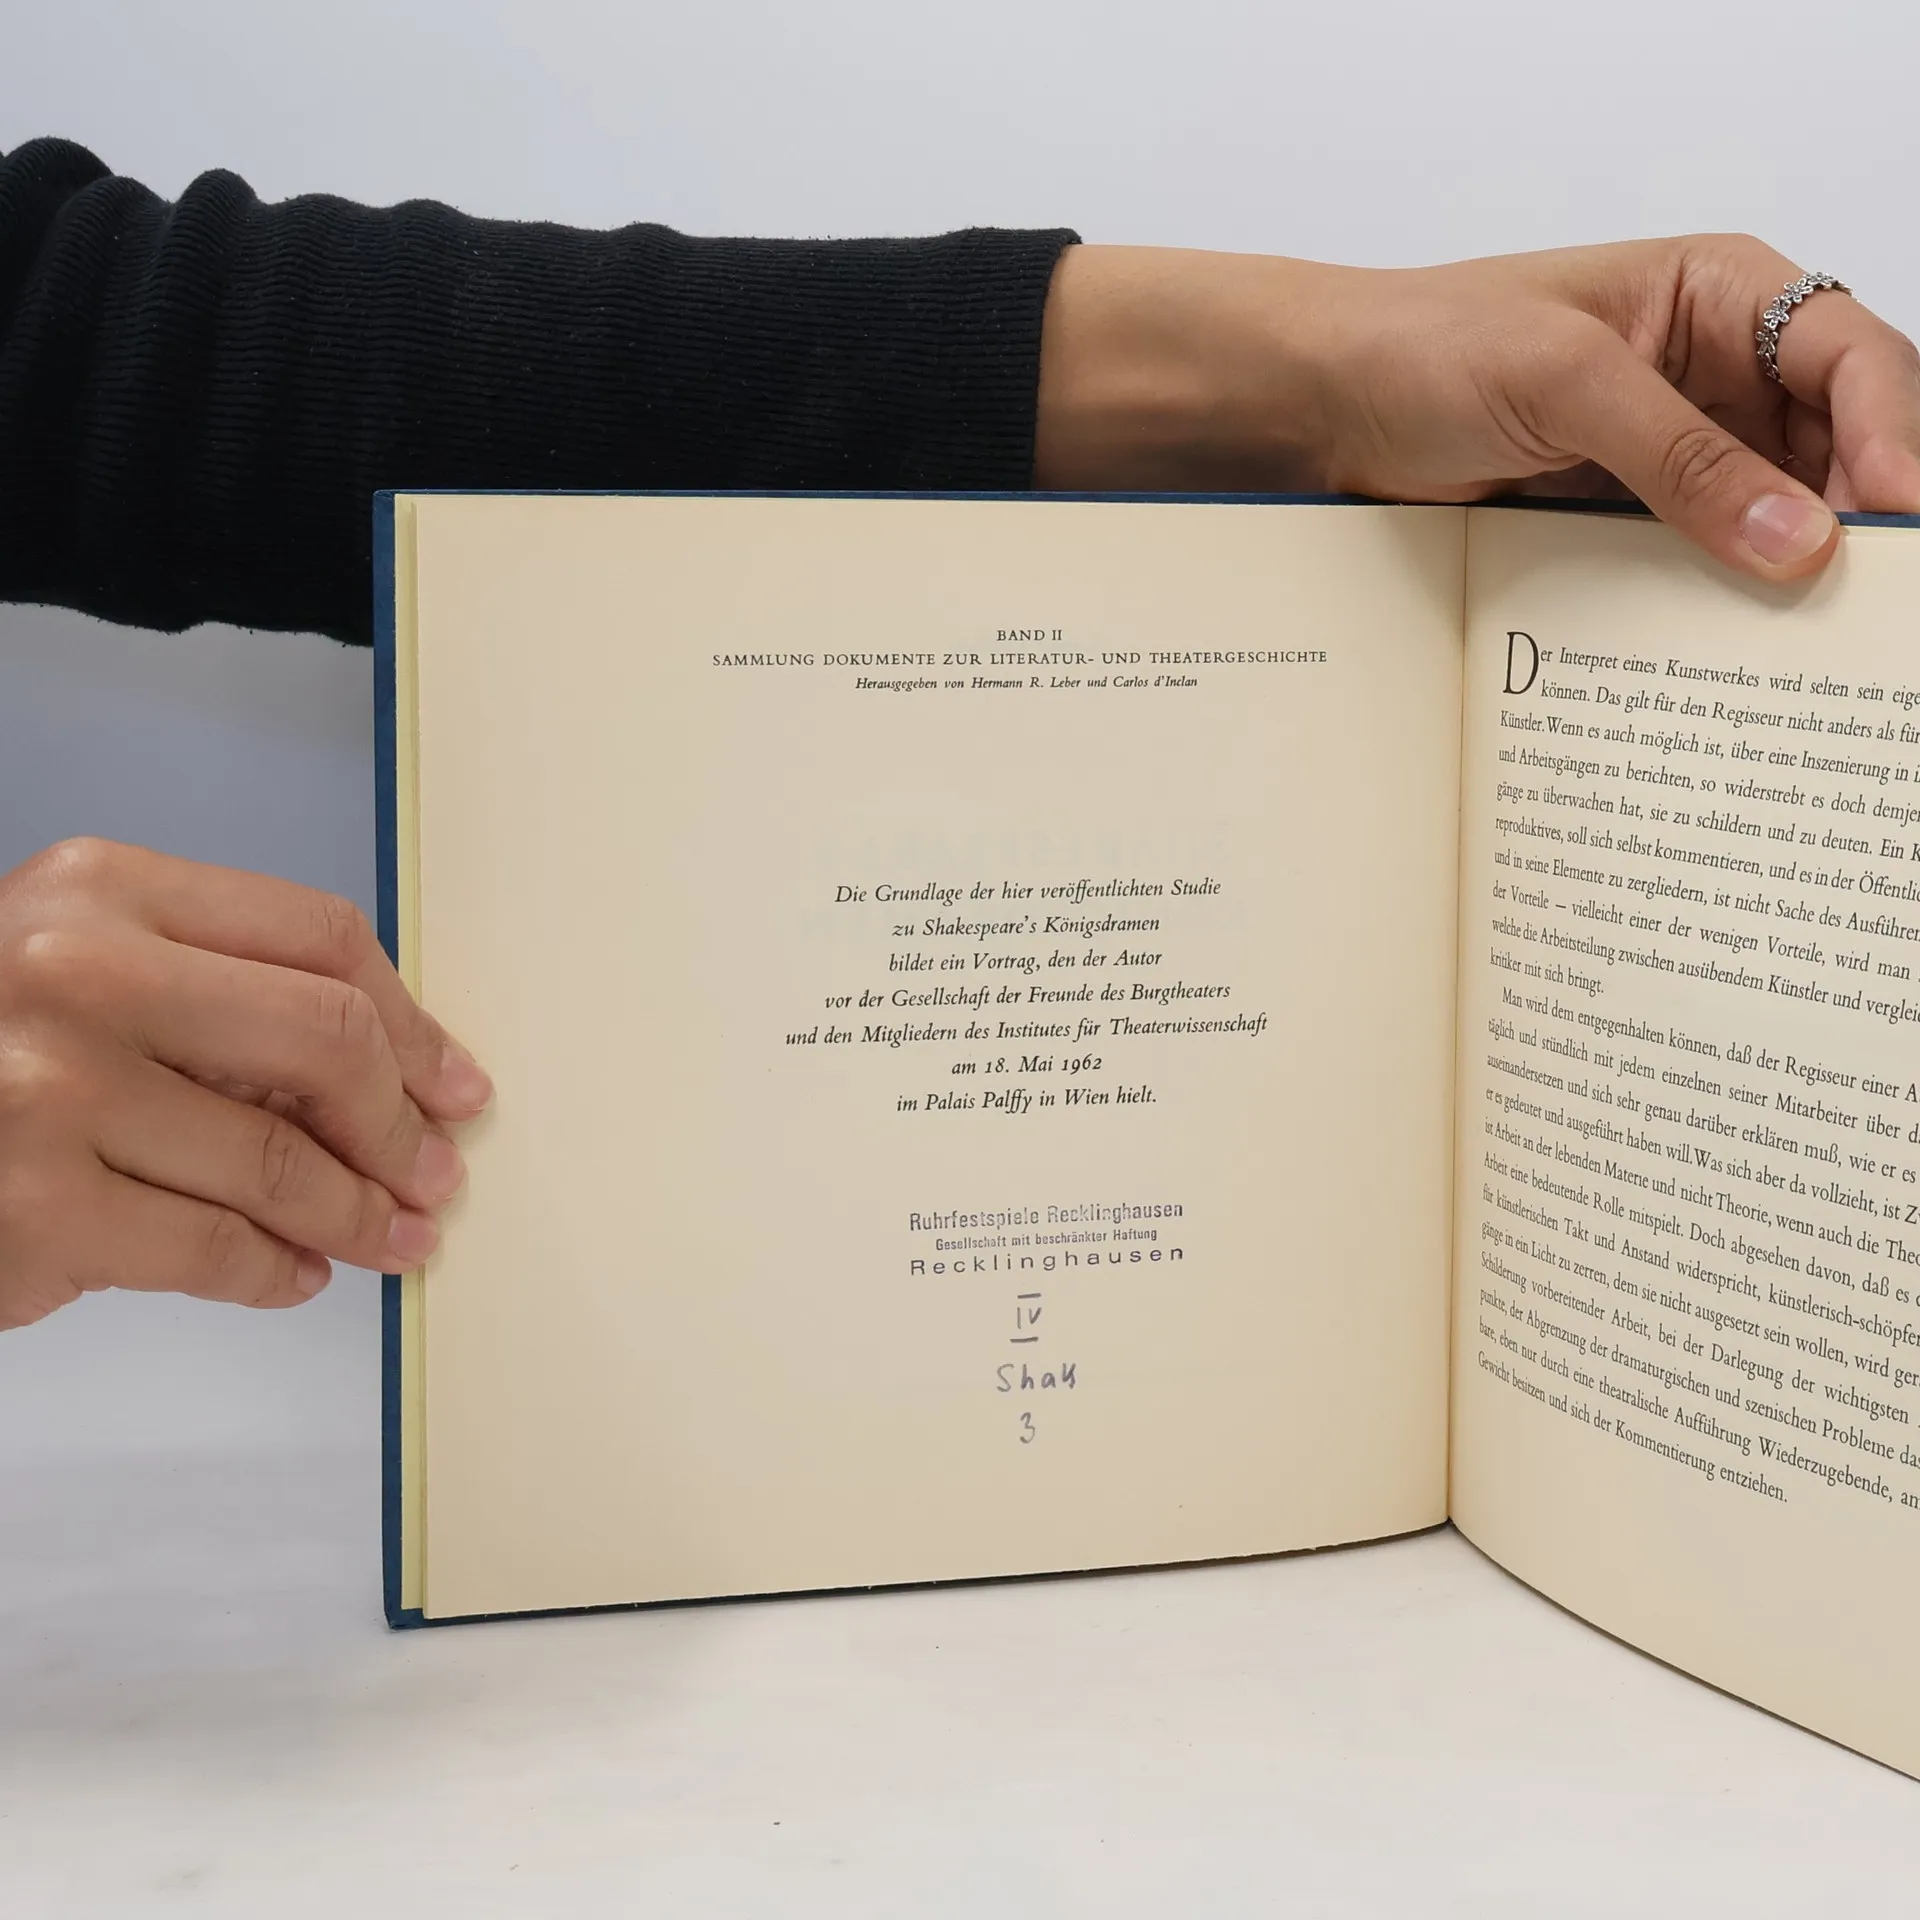 BAND II
SAMMLUNG DOKUMENTE ZUR LITERATUR- UND THEATERGESCHICHTE
Herausgegeben von Hermann R. Leber und Carlos d'Inclan
Die Grundlage der hier veröffentlichten Studie
zu Shakespeare's Königsdramen
bildet ein Vortrag, den der Autor
vor der Gesellschaft der Freunde des Burgtheaters
und den Mitgliedern des Institutes für Theaterwissenschaft
am 18. Mai 1962
im Palais Palffy in Wien hielt.
Ruhrfestspiele Recklinghausen
Gesellschaft mit beschränkter Haftung
Recklinghausen
IV
Shak
3
Der Interpret eines Kunstwerkes wird selten sein
können. Das gilt für den Regisseur nicht anders als
Künstler. Wenn es auch möglich ist, über eine Inszenierung in
und Arbeitsgängen zu berichten, so widerstrebt es doch
gänge zu überwachen hat, sie zu schildern und zu deuten. Ein
reproduktives, soll sich selbst kommentieren, und es in der
und in seine Elemente zu zergliedern, ist nicht Sache des
der Vorteile – vielleicht einer der wenigen Vorteile, wird man
welche die Arbeitsteilung zwischen ausübendem Künstler und
kritiker mit sich bringt.
Man wird dem entgegenhalten können, daß der Regisseur einer
täglich und stündlich mit jedem einzelnen seiner Mitarbeiter über
auseinandersetzen und sich sehr genau darüber erklären muß, wie er es
er es gedeutet und ausgeführt haben will. Was sich aber da vollzieht, ist
ist Arbeit an der lebenden Materie und nicht Theorie, wenn auch die
Arbeit eine bedeutende Rolle mitspielt. Doch abgesehen davon, daß es
für künstlerischen Takt und Anstand widerspricht,
gänge in ein Licht zu zerren, dem sie nicht ausgesetzt sein wollen, wird
Schilderung vorbereitender Arbeit, bei der Darlegung der wichtigsten
punkte, der Abgrenzung der dramaturgischen und szenischen Probleme
bare, eben nur durch eine theatralische Aufführung Wiederzugebende,
Gewicht besitzen und sich der Kommentierung entziehen.